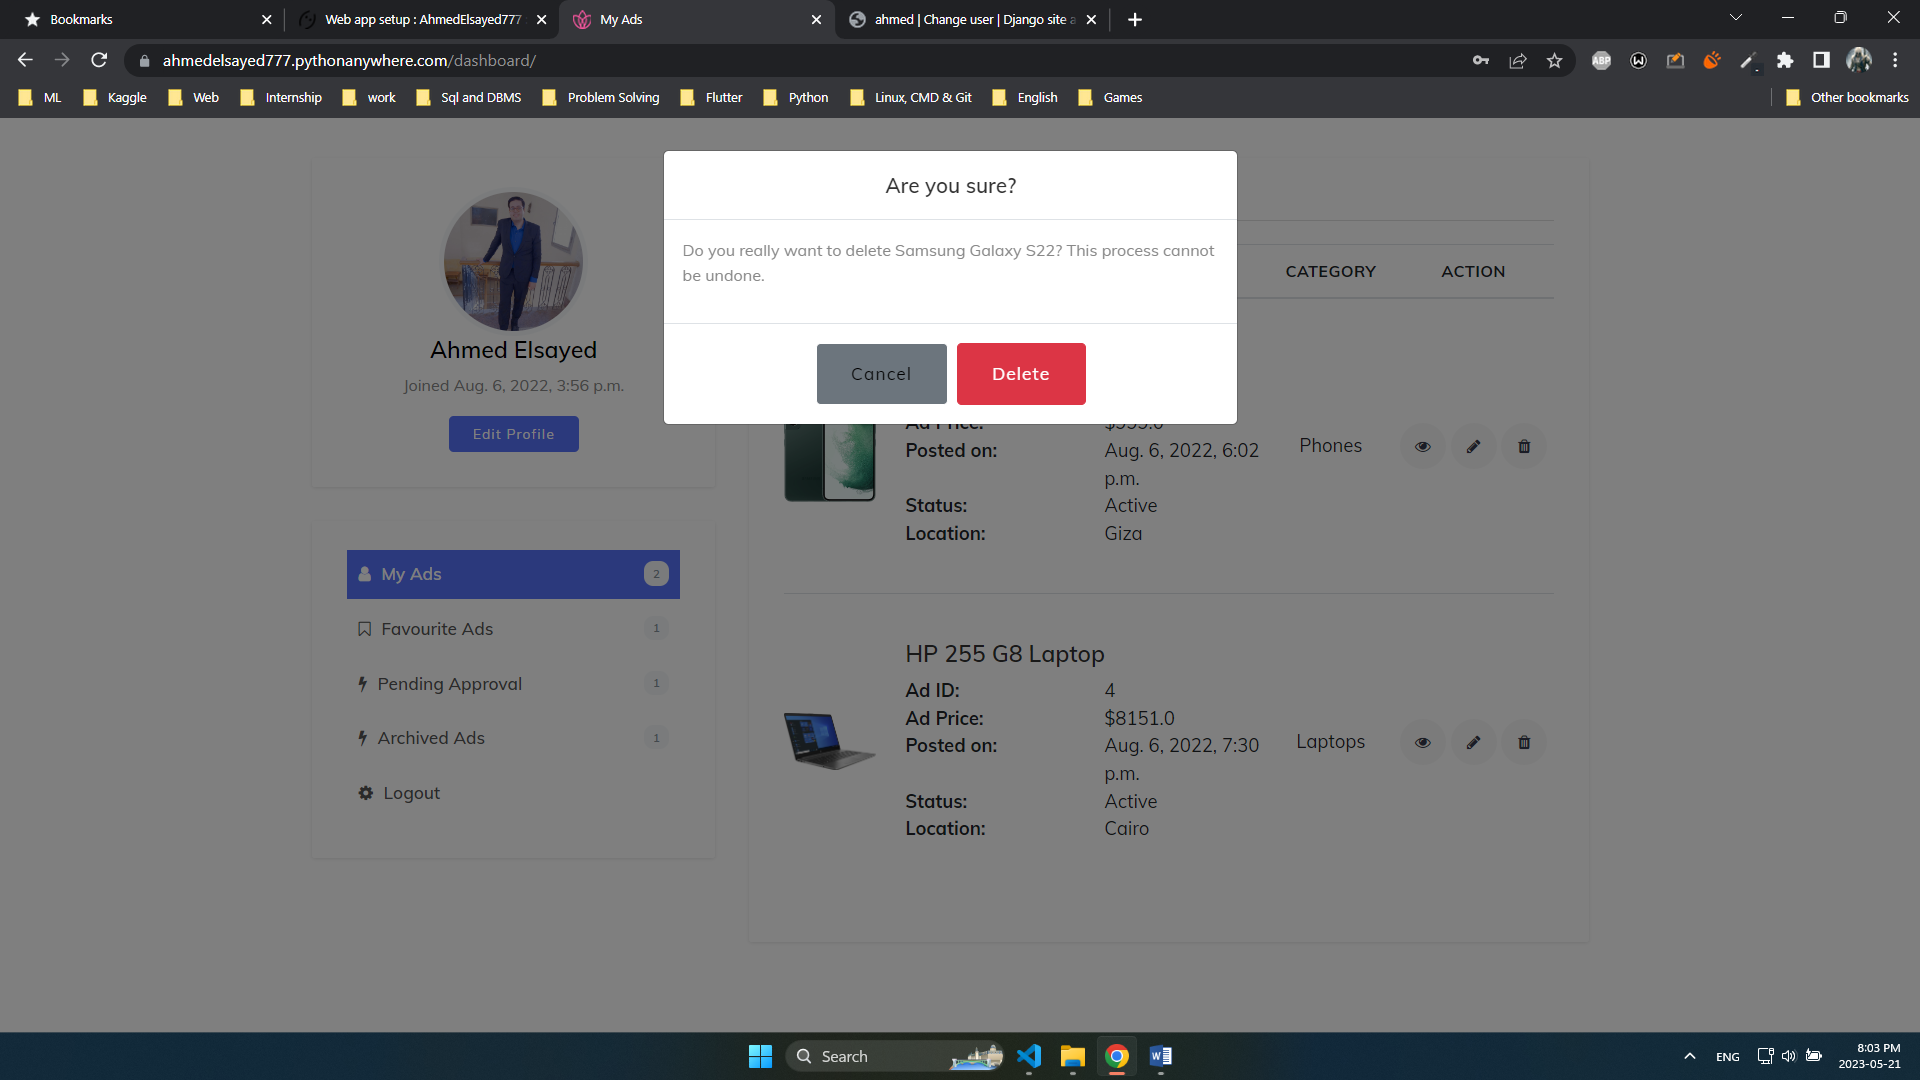 Bookmarks
Web app setup : AhmedElsayed777
My Ads
ahmed | Change user | Django site a
ahmedelsayed777.pythonanywhere.com/dashboard/
ABP
ML
Kaggle
Web
Internship
work
Sql and DBMS
Problem Solving
Flutter
Python
Linux, CMD & Git
English
Games
Other bookmarks
Are you sure?
Do you really want to delete Samsung Galaxy S22? This process cannot
be undone.
Cancel
Delete
Ahmed Elsayed
Joined Aug. 6, 2022, 3:56 p.m.
Edit Profile
My Ads 2
Favourite Ads 1
Pending Approval 1
Archived Ads 1
Logout
CATEGORY ACTION
Ad Price:
Posted on: Aug. 6, 2022, 6:02
p.m.
Status: Active
Location: Giza
Phones
HP 255 G8 Laptop
Ad ID: 4
Ad Price: $8151.0
Posted on: Aug. 6, 2022, 7:30
p.m.
Status: Active
Location: Cairo
Laptops
Search
ENG
8:03 PM
2023-05-21